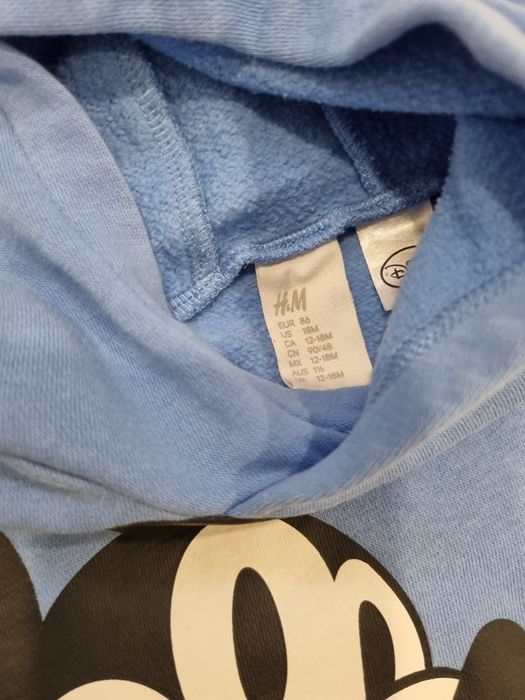 H&M
EUR 86
US 18M
CA 12-18M
CN 90/48
MX 12-18M
AUS 1½
12-18M